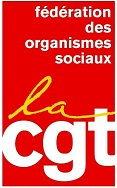 fédération des
organismes
sociaux
la
cgt